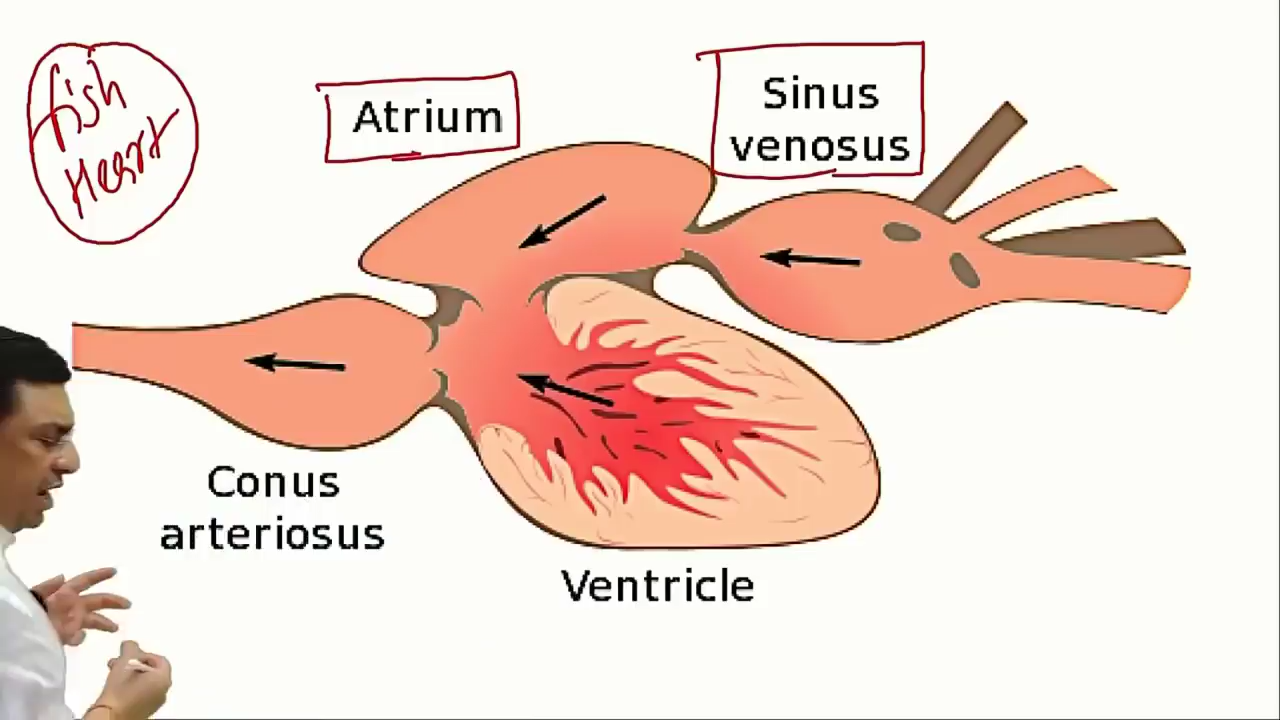 fish
Heart
Atrium
Sinus
venosus
Conus
arteriosus
Ventricle